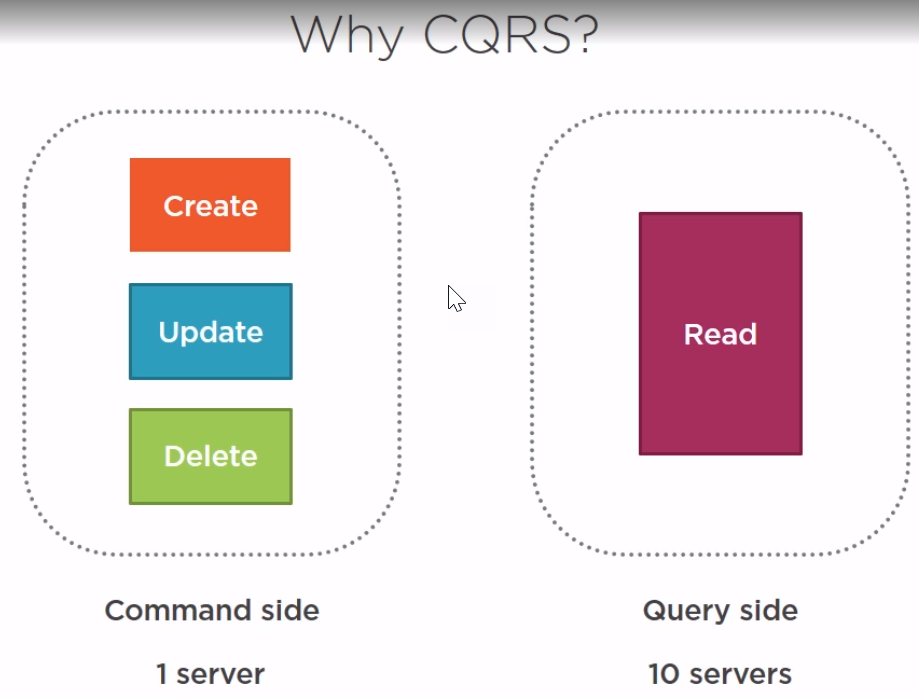 Why CQRS?
Create
Update
Delete
Read
Command side
1 server
Query side
10 servers